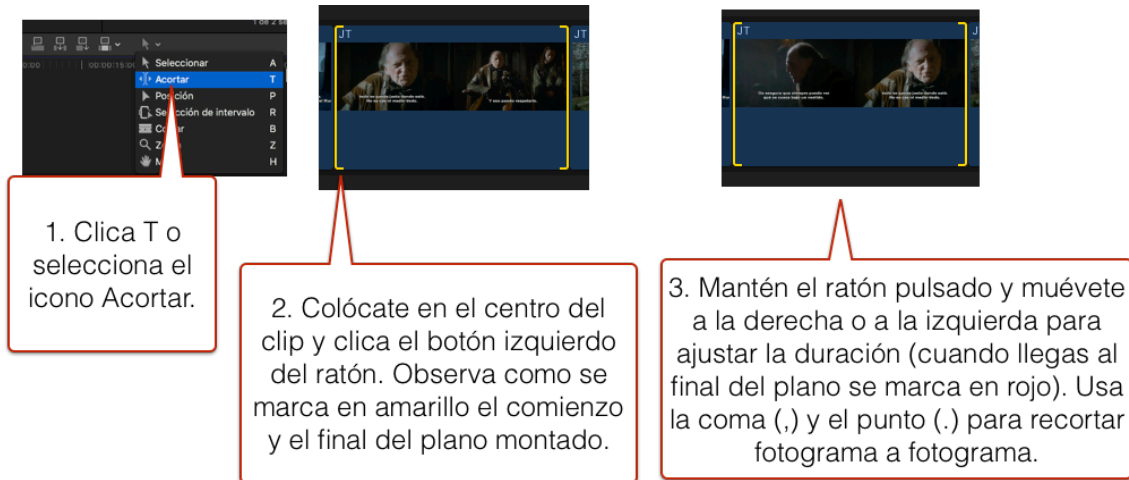 1 de 2 se
00:00:15:00
Seleccionar A
Acortar T
Posición P
Selección de intervalo R
B
Z
H
JT
JT
JT
1. Clica T o
selecciona el
icono Acortar.
2. Colócate en el centro del
clip y clica el botón izquierdo
del ratón. Observa como se
marca en amarillo el comienzo
y el final del plano montado.
3. Mantén el ratón pulsado y muévete
a la derecha o a la izquierda para
ajustar la duración (cuando llegas al
final del plano se marca en rojo). Usa
la coma (,) y el punto (.) para recortar
fotograma a fotograma.